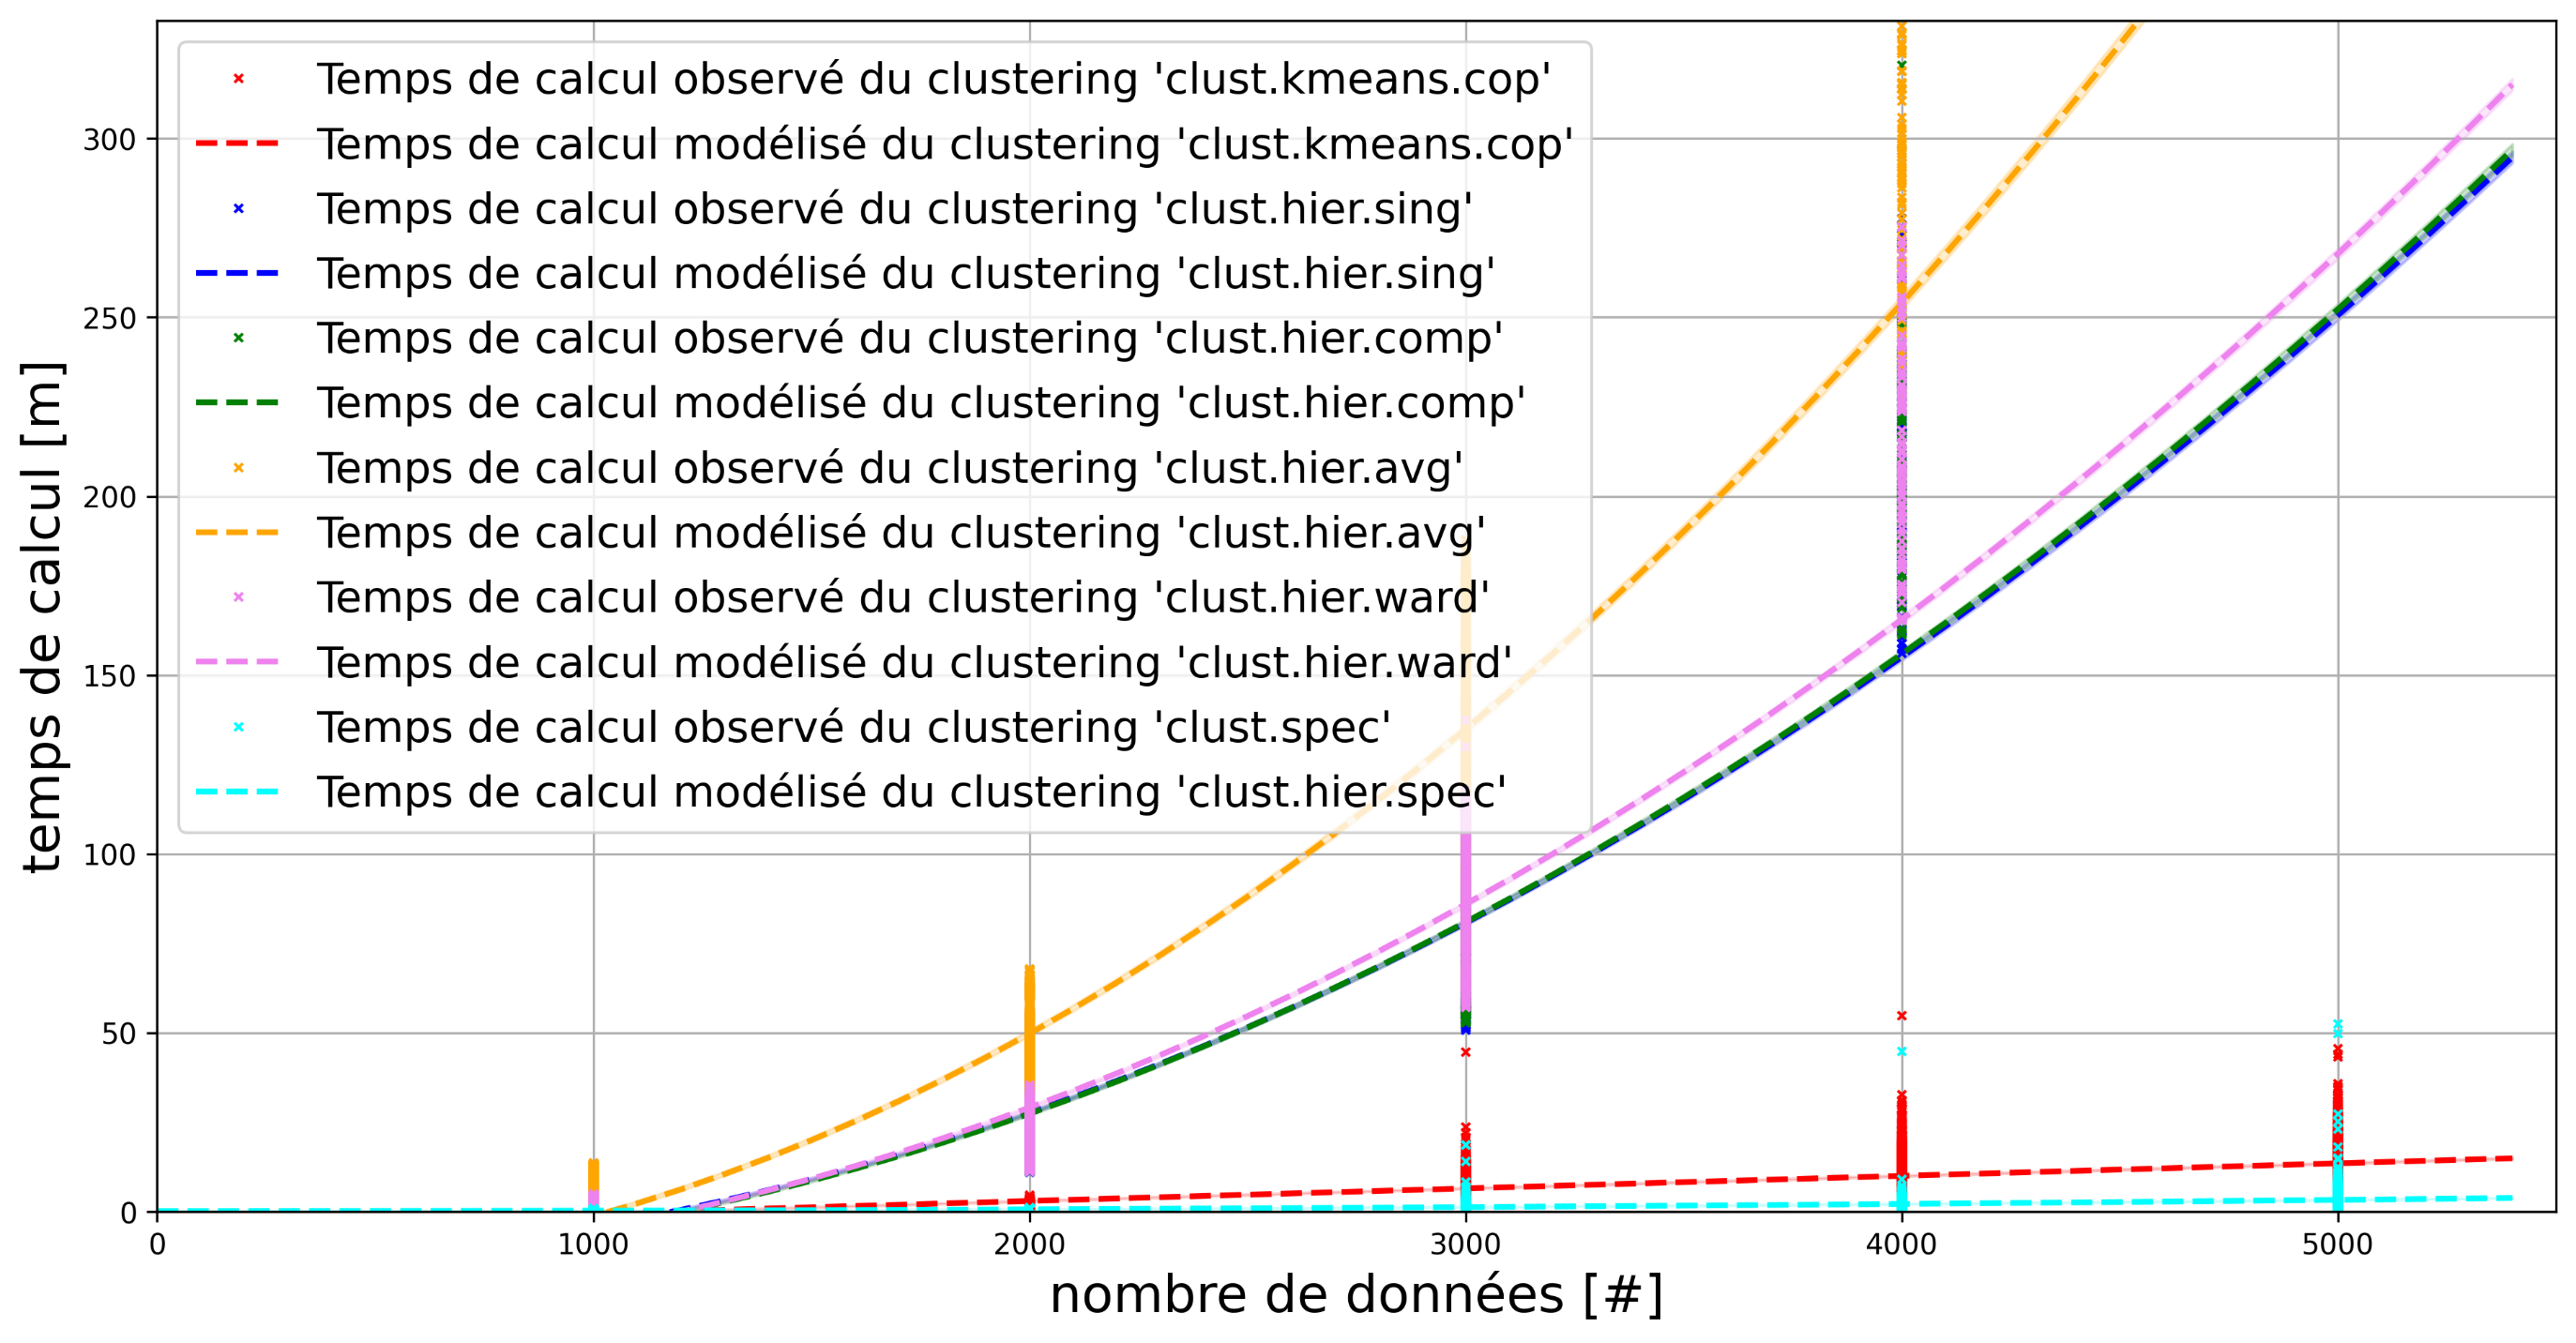 Temps de calcul observé du clustering 'clust.kmeans.cop'
Temps de calcul modélisé du clustering 'clust.kmeans.cop'
Temps de calcul observé du clustering 'clust.hier.sing'
Temps de calcul modélisé du clustering 'clust.hier.sing'
Temps de calcul observé du clustering 'clust.hier.comp'
Temps de calcul modélisé du clustering 'clust.hier.comp'
Temps de calcul observé du clustering 'clust.hier.avg'
Temps de calcul modélisé du clustering 'clust.hier.avg'
Temps de calcul observé du clustering 'clust.hier.ward'
Temps de calcul modélisé du clustering 'clust.hier.ward'
Temps de calcul observé du clustering 'clust.spec'
Temps de calcul modélisé du clustering 'clust.hier.spec'
temps de calcul [m]
300
250
200
150
100
50
0
0 1000 2000 3000 4000 5000
nombre de données [#]